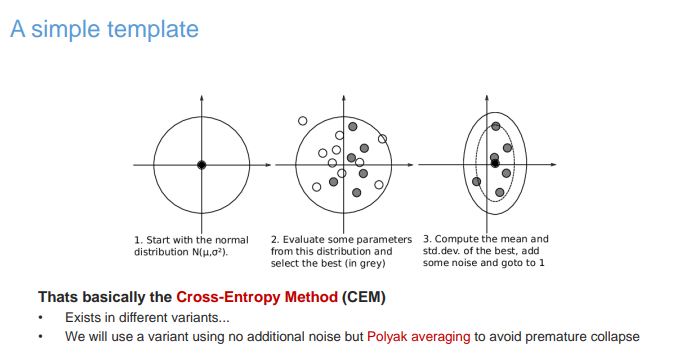 A simple template
1. Start with the normal
distribution N(μ,σ²).
2. Evaluate some parameters
from this distribution and
select the best (in grey)
3. Compute the mean and
std.dev. of the best, add
some noise and goto to 1
Thats basically the Cross-Entropy Method (CEM)
• Exists in different variants...
• We will use a variant using no additional noise but Polyak averaging to avoid premature collapse